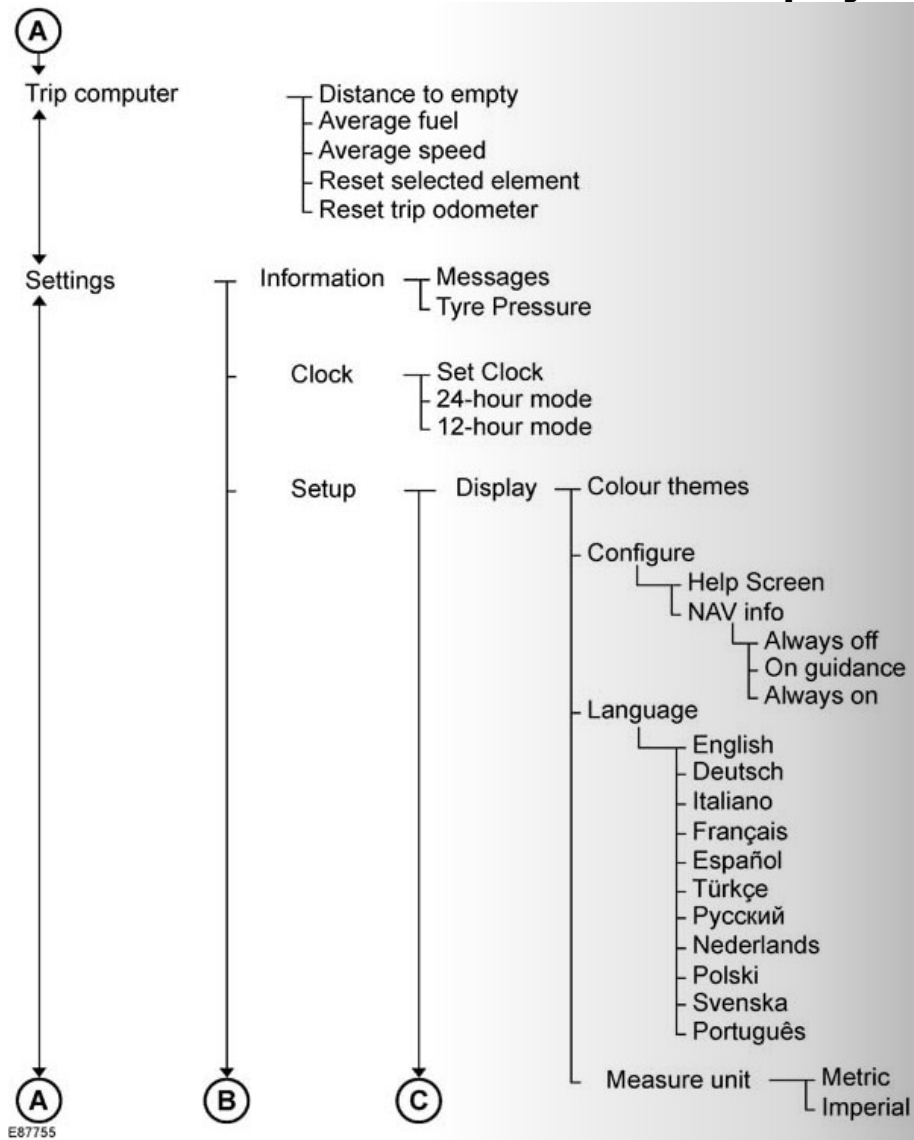 A
Trip computer
Distance to empty
Average fuel
Average speed
Reset selected element
Reset trip odometer
Settings
Information
Messages
Tyre Pressure
Clock
Set Clock
24-hour mode
12-hour mode
Setup
Display
Colour themes
Configure
Help Screen
NAV info
Always off
On guidance
Always on
Language
English
Deutsch
Italiano
Français
Español
Türkçe
Русский
Nederlands
Polski
Svenska
Português
Measure unit
Metric
Imperial
A
B
C
E87755